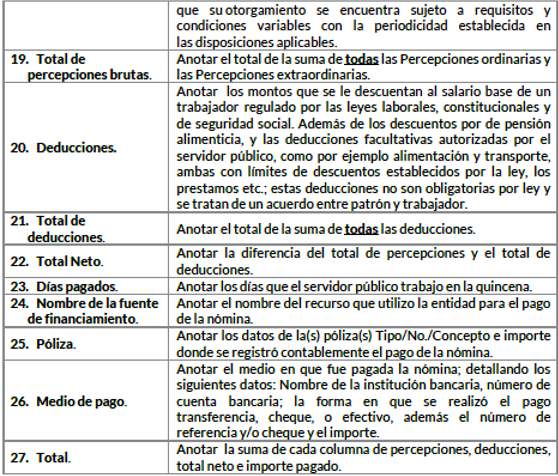 que su otorgamiento se encuentra sujeto a requisitos y
condiciones variables con la periodicidad establecida en
las disposiciones aplicables.
19. Total de
percepciones brutas.
Anotar el total de la suma de todas las Percepciones ordinarias y
las Percepciones extraordinarias.
20. Deducciones.
Anotar los montos que se le descuentan al salario base de un
trabajador regulado por las leyes laborales, constitucionales y
de seguridad social. Además de los descuentos por de pensión
alimenticia, y las deducciones facultativas autorizadas por el
servidor público, como por ejemplo alimentación y transporte,
ambas con límites de descuentos establecidos por la ley, los
prestamos etc.; estas deducciones no son obligatorias por ley y
se tratan de un acuerdo entre patrón y trabajador.
21. Total de
deducciones.
Anotar el total de la suma de todas las deducciones.
22. Total Neto.
Anotar la diferencia del total de percepciones y el total de
deducciones.
23. Días pagados.
Anotar los días que el servidor público trabajo en la quincena.
24. Nombre de la fuente
de financiamiento.
Anotar el nombre del recurso que utilizo la entidad para el pago
de la nómina.
25. Póliza.
Anotar los datos de la(s) póliza(s) Tipo/No./Concepto e importe
donde se registró contablemente el pago de la nómina.
26. Medio de pago.
Anotar el medio en que fue pagada la nómina; detallando los
siguientes datos: Nombre de la institución bancaria, número de
cuenta bancaria; la forma en que se realizó el pago
transferencia, cheque, o efectivo, además el número de
referencia y/o cheque y el importe.
27. Total.
Anotar la suma de cada columna de percepciones, deducciones,
total neto e importe pagado.